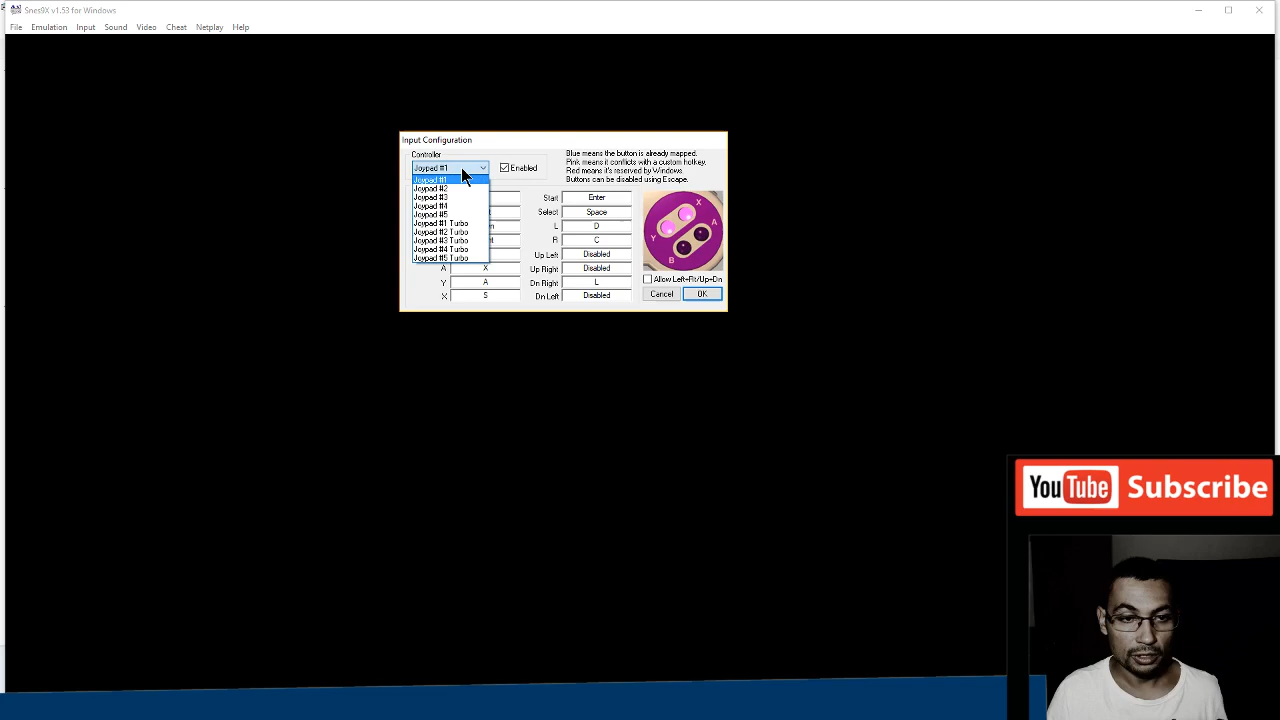 Snes9X v1.53 for Windows
File Emulation Input Sound Video Cheat Netplay Help
Input Configuration
Controller
Joypad #1
Enabled
Blue means the button is already mapped.
Pink means it conflicts with a custom hotkey.
Red means it's reserved by Windows.
Buttons can be disabled using Escape.
Joypad #1
Joypad #2
Joypad #3
Joypad #4
Joypad #5
Joypad #1 Turbo
Joypad #2 Turbo
Joypad #3 Turbo
Joypad #4 Turbo
Joypad #5 Turbo
A X
Y A
X S
Start Enter
Select Space
L D
R C
Up Left Disabled
Up Right Disabled
Dn Right L
Dn Left Disabled
X
Y A
B
Allow Left+Rt/Up+Dn
Cancel OK
YouTube Subscribe